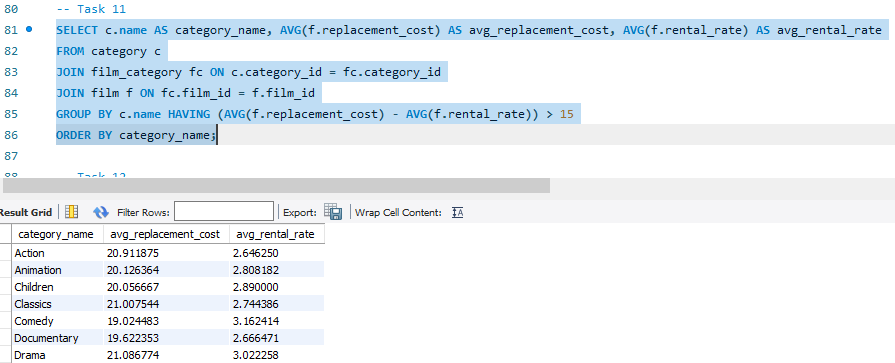 80 -- Task 11
81 SELECT c.name AS category_name, AVG(f.replacement_cost) AS avg_replacement_cost, AVG(f.rental_rate) AS avg_rental_rate
82 FROM category c
83 JOIN film_category fc ON c.category_id = fc.category_id
84 JOIN film f ON fc.film_id = f.film_id
85 GROUP BY c.name HAVING (AVG(f.replacement_cost) - AVG(f.rental_rate)) > 15
86 ORDER BY category_name;
87
88 -- Task 12
Result Grid Filter Rows: Export: Wrap Cell Content:
category_name avg_replacement_cost avg_rental_rate
Action 20.911875 2.646250
Animation 20.126364 2.808182
Children 20.056667 2.890000
Classics 21.007544 2.744386
Comedy 19.024483 3.162414
Documentary 19.622353 2.666471
Drama 21.086774 3.022258